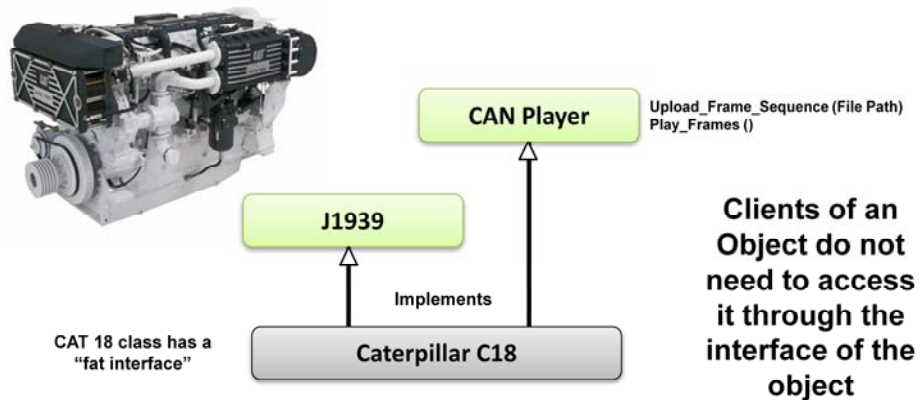 CAT
CAN Player
Upload_Frame_Sequence (File Path)
Play_Frames ()
J1939
Clients of an
Object do not
need to access
it through the
interface of the
object
Implements
CAT 18 class has a
“fat interface”
Caterpillar C18